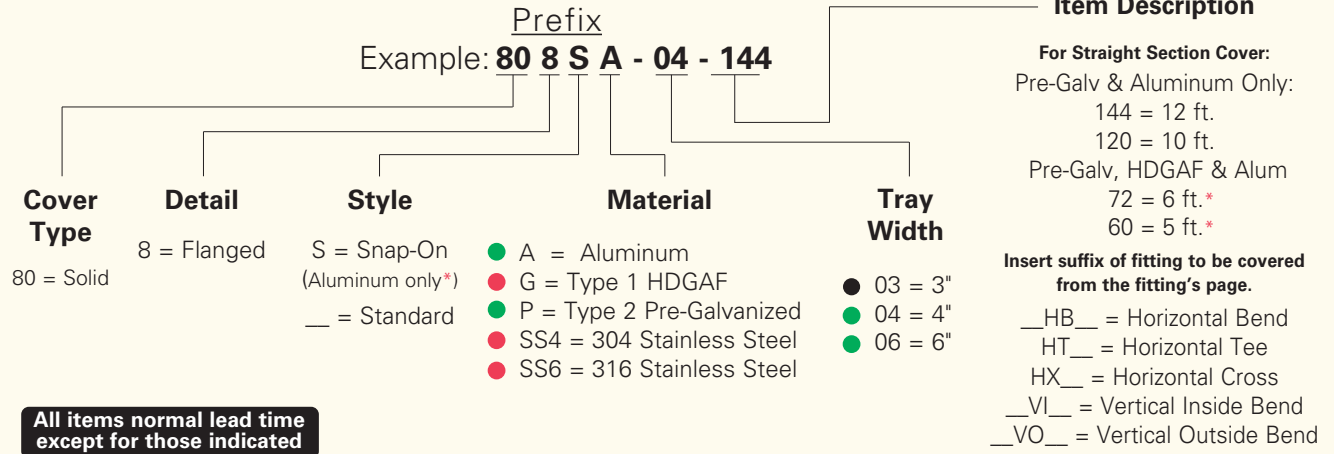 Prefix
Example: 80 8 S A - 04 - 144
Cover
Type
80 = Solid
Detail
8 = Flanged
Style
S = Snap-On
(Aluminum only*)
__ = Standard
Material
A = Aluminum
G = Type 1 HDGAF
P = Type 2 Pre-Galvanized
SS4 = 304 Stainless Steel
SS6 = 316 Stainless Steel
Tray
Width
03 = 3"
04 = 4"
06 = 6"
Item Description
For Straight Section Cover:
Pre-Galv & Aluminum Only:
144 = 12 ft.
120 = 10 ft.
Pre-Galv, HDGAF & Alum
72 = 6 ft.*
60 = 5 ft.*
Insert suffix of fitting to be covered
from the fitting's page.
__HB__ = Horizontal Bend
HT__ = Horizontal Tee
HX__ = Horizontal Cross
__VI__ = Vertical Inside Bend
__VO__ = Vertical Outside Bend
All items normal lead time
except for those indicated